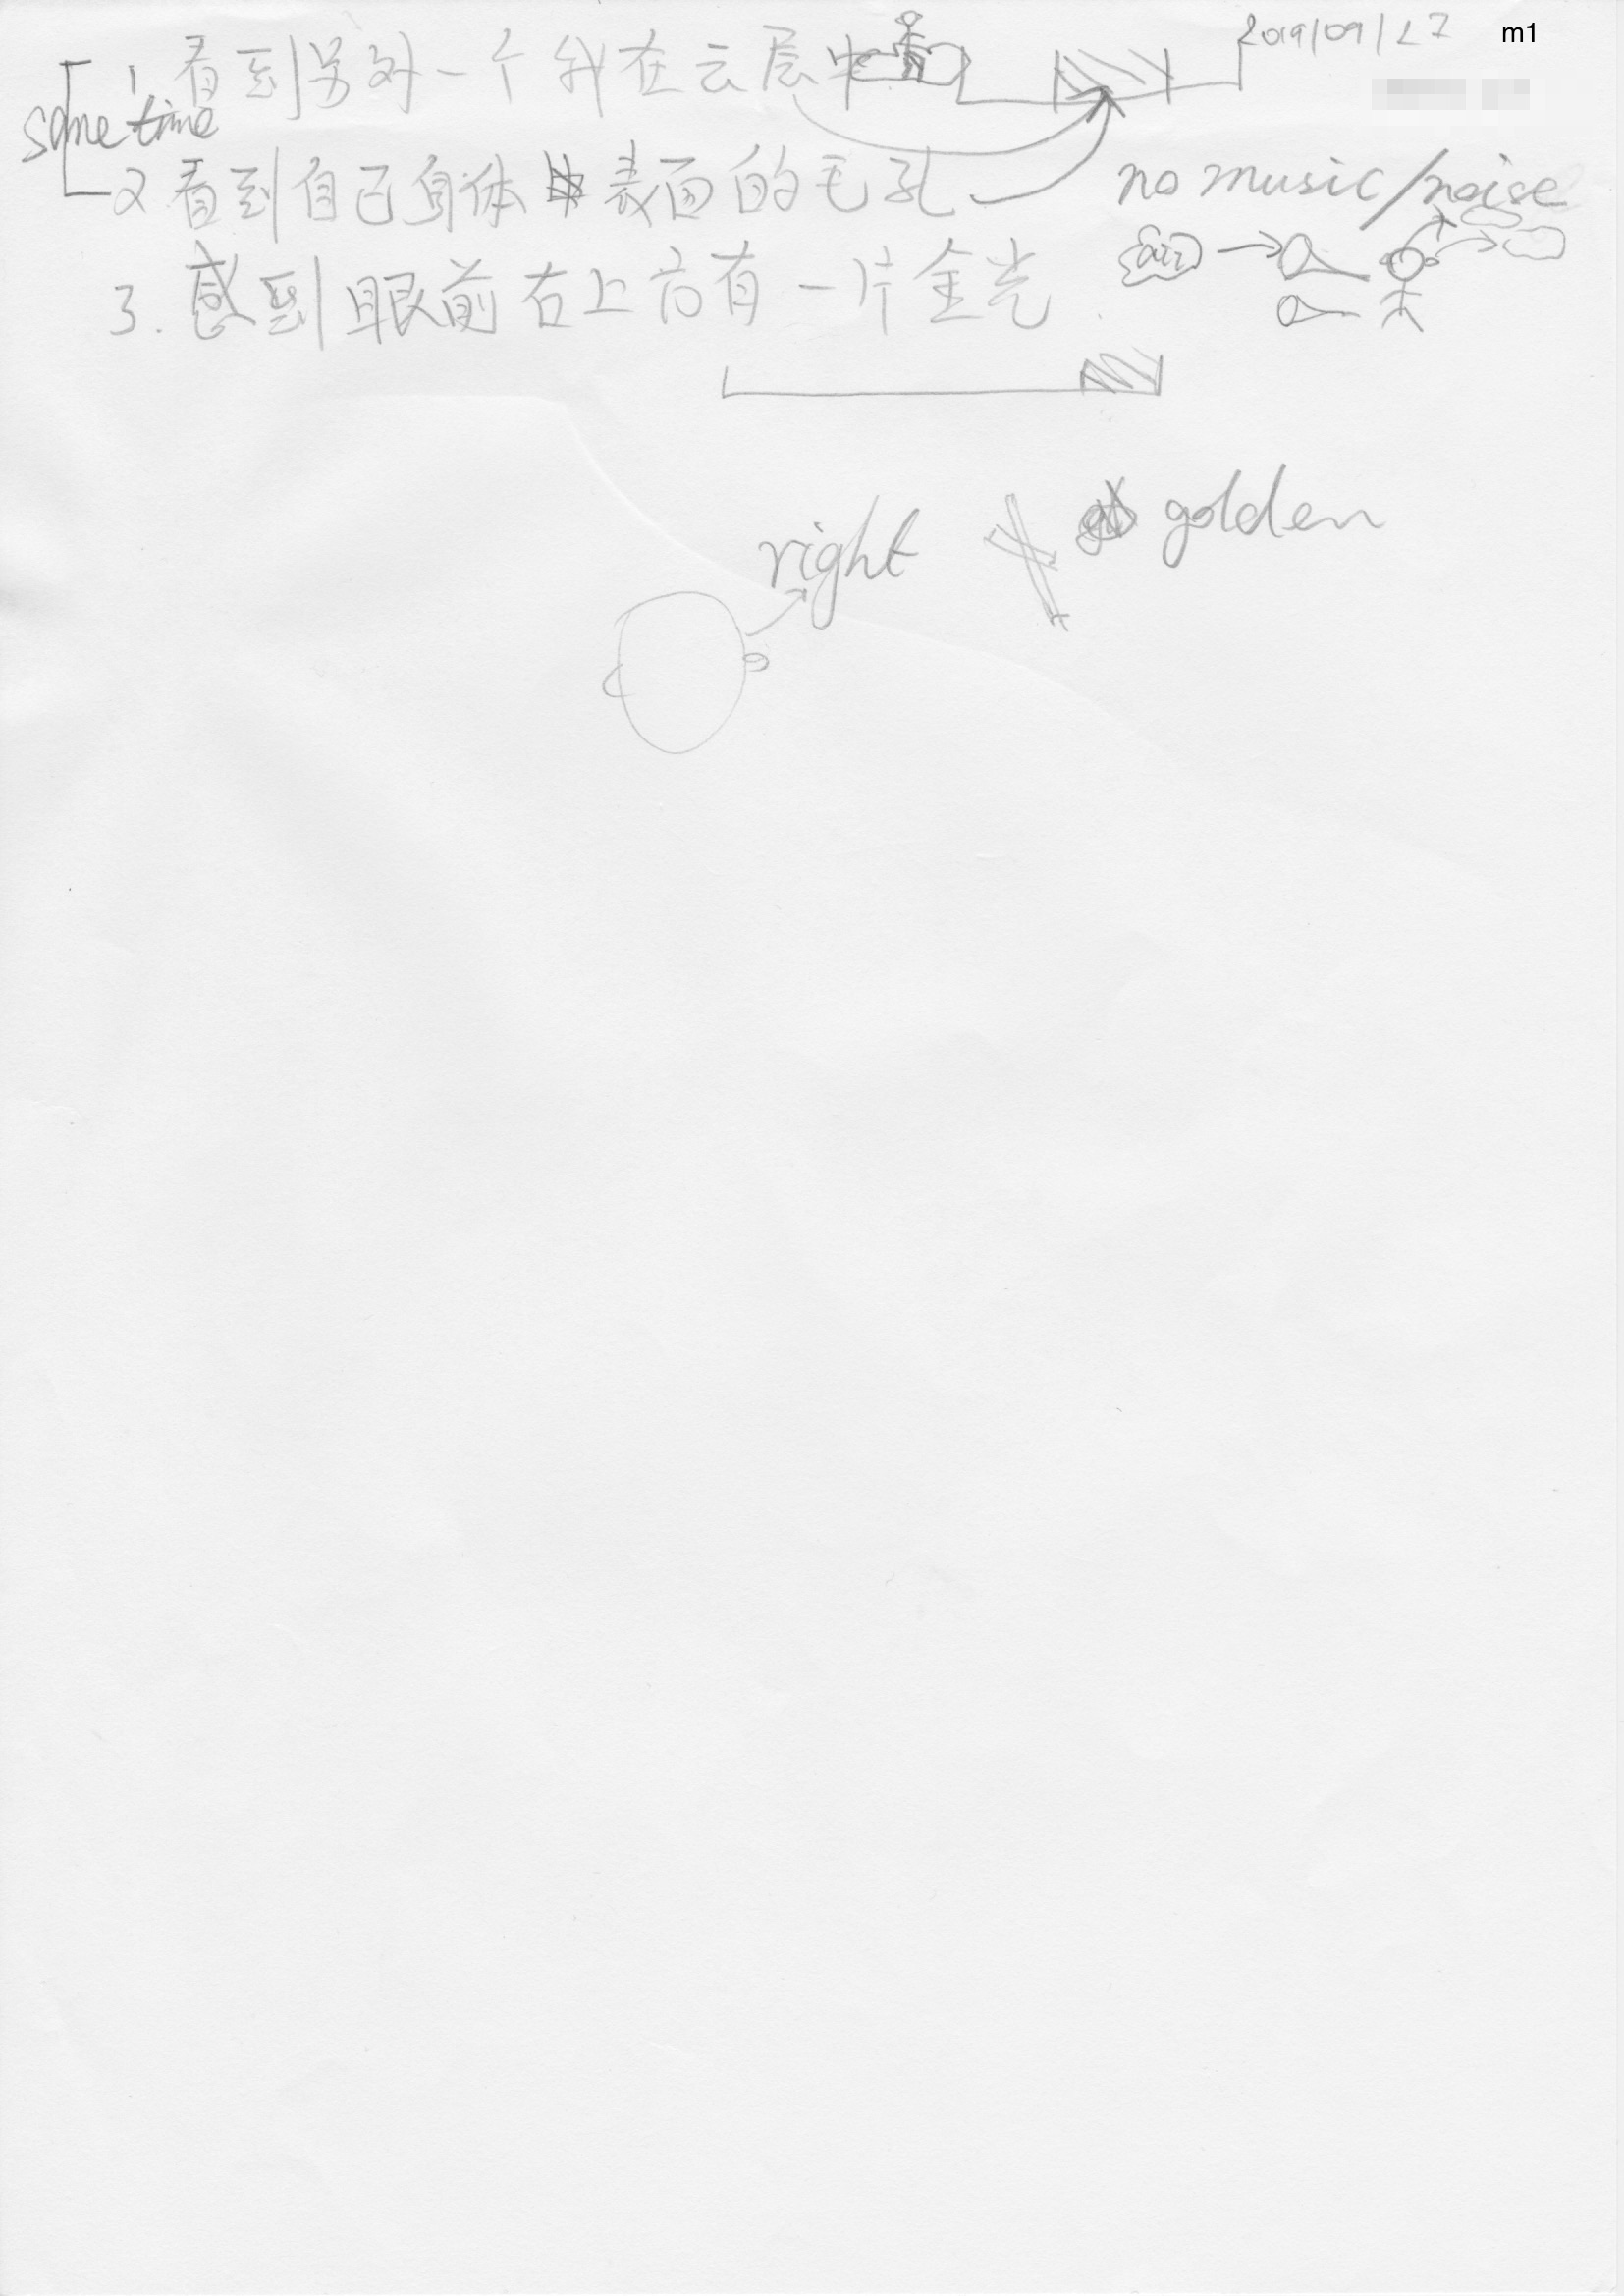 2019/09/27 m1
1 看到另外一个我在云层中
same time
2 看到自己身体表面的毛孔
no music/noise
air
3. 感到眼前右上方有一片金光.
right golden